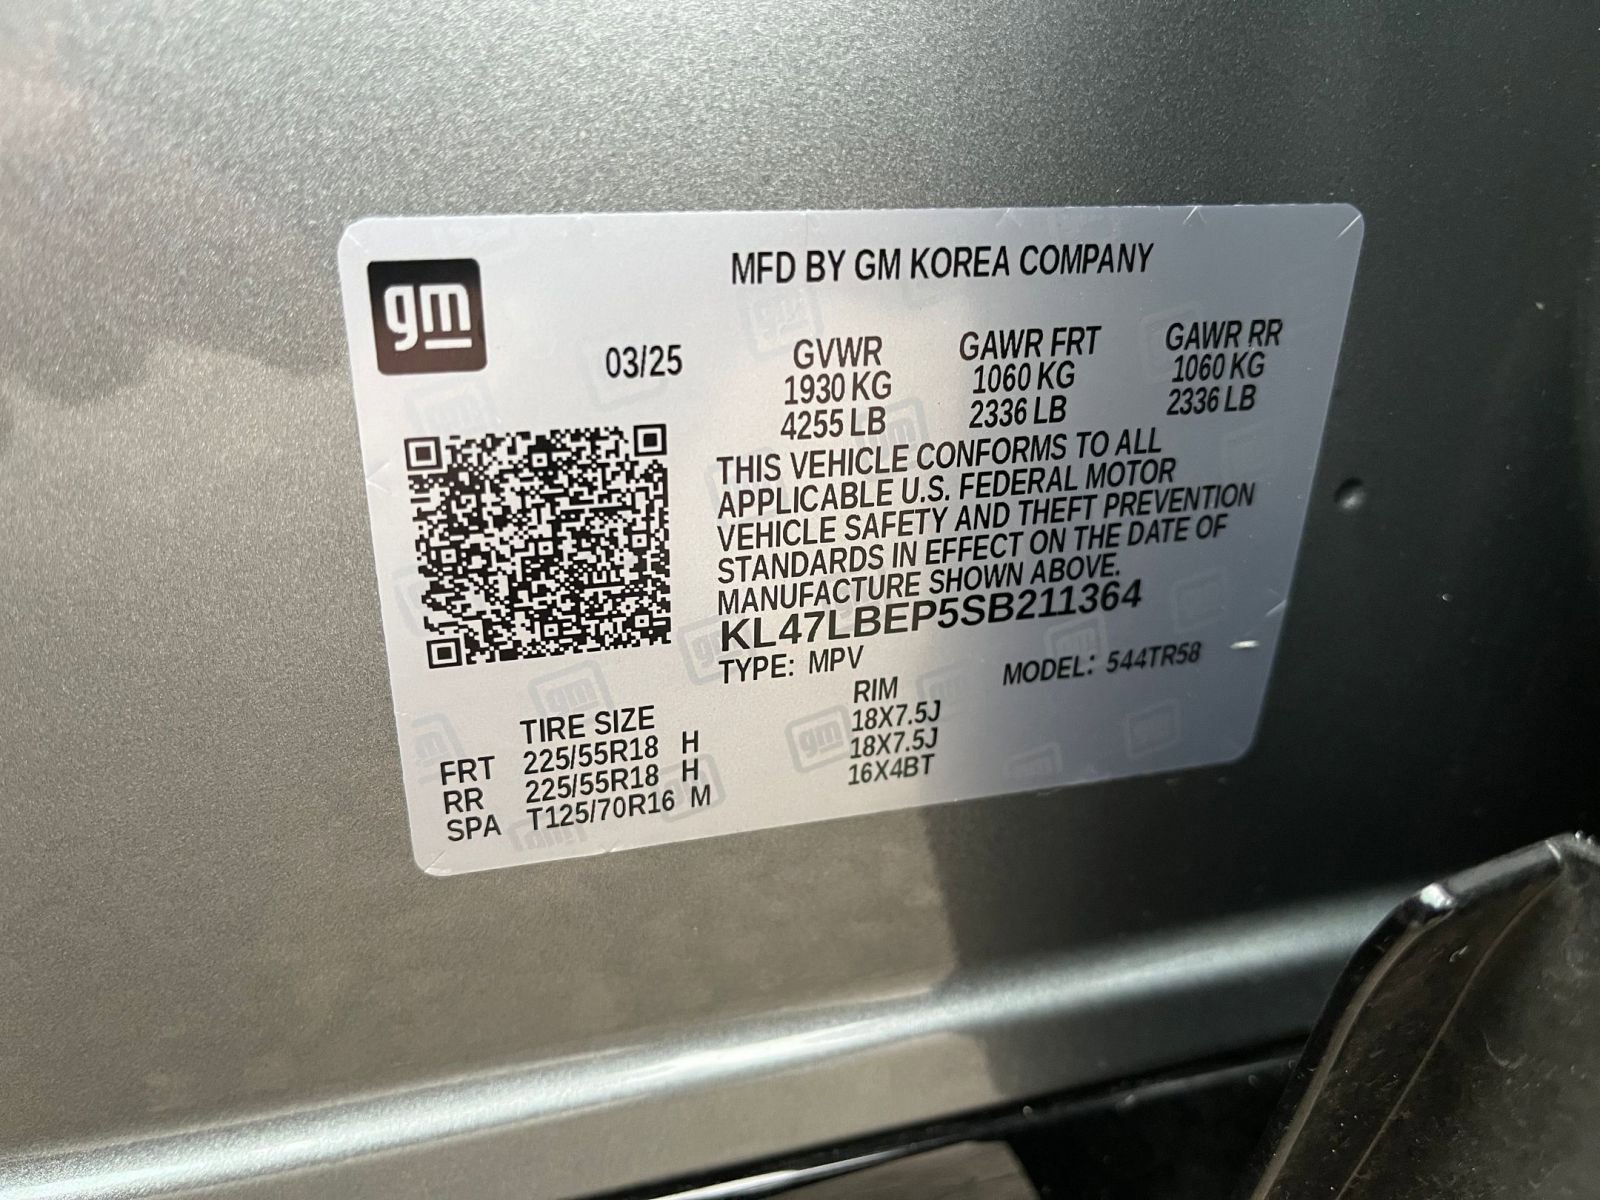 gm
MFD BY GM KOREA COMPANY
03/25
GVWR GAWR FRT GAWR RR
1930 KG 1060 KG 1060 KG
4255 LB 2336 LB 2336 LB
THIS VEHICLE CONFORMS TO ALL
APPLICABLE U.S. FEDERAL MOTOR
VEHICLE SAFETY AND THEFT PREVENTION
STANDARDS IN EFFECT ON THE DATE OF
MANUFACTURE SHOWN ABOVE.
KL47LBEP5SB211364
TYPE: MPV MODEL: 544TR58
TIRE SIZE RIM
FRT 225/55R18 H 18X7.5J
RR 225/55R18 H 18X7.5J
SPA T125/70R16 M 16X4BT